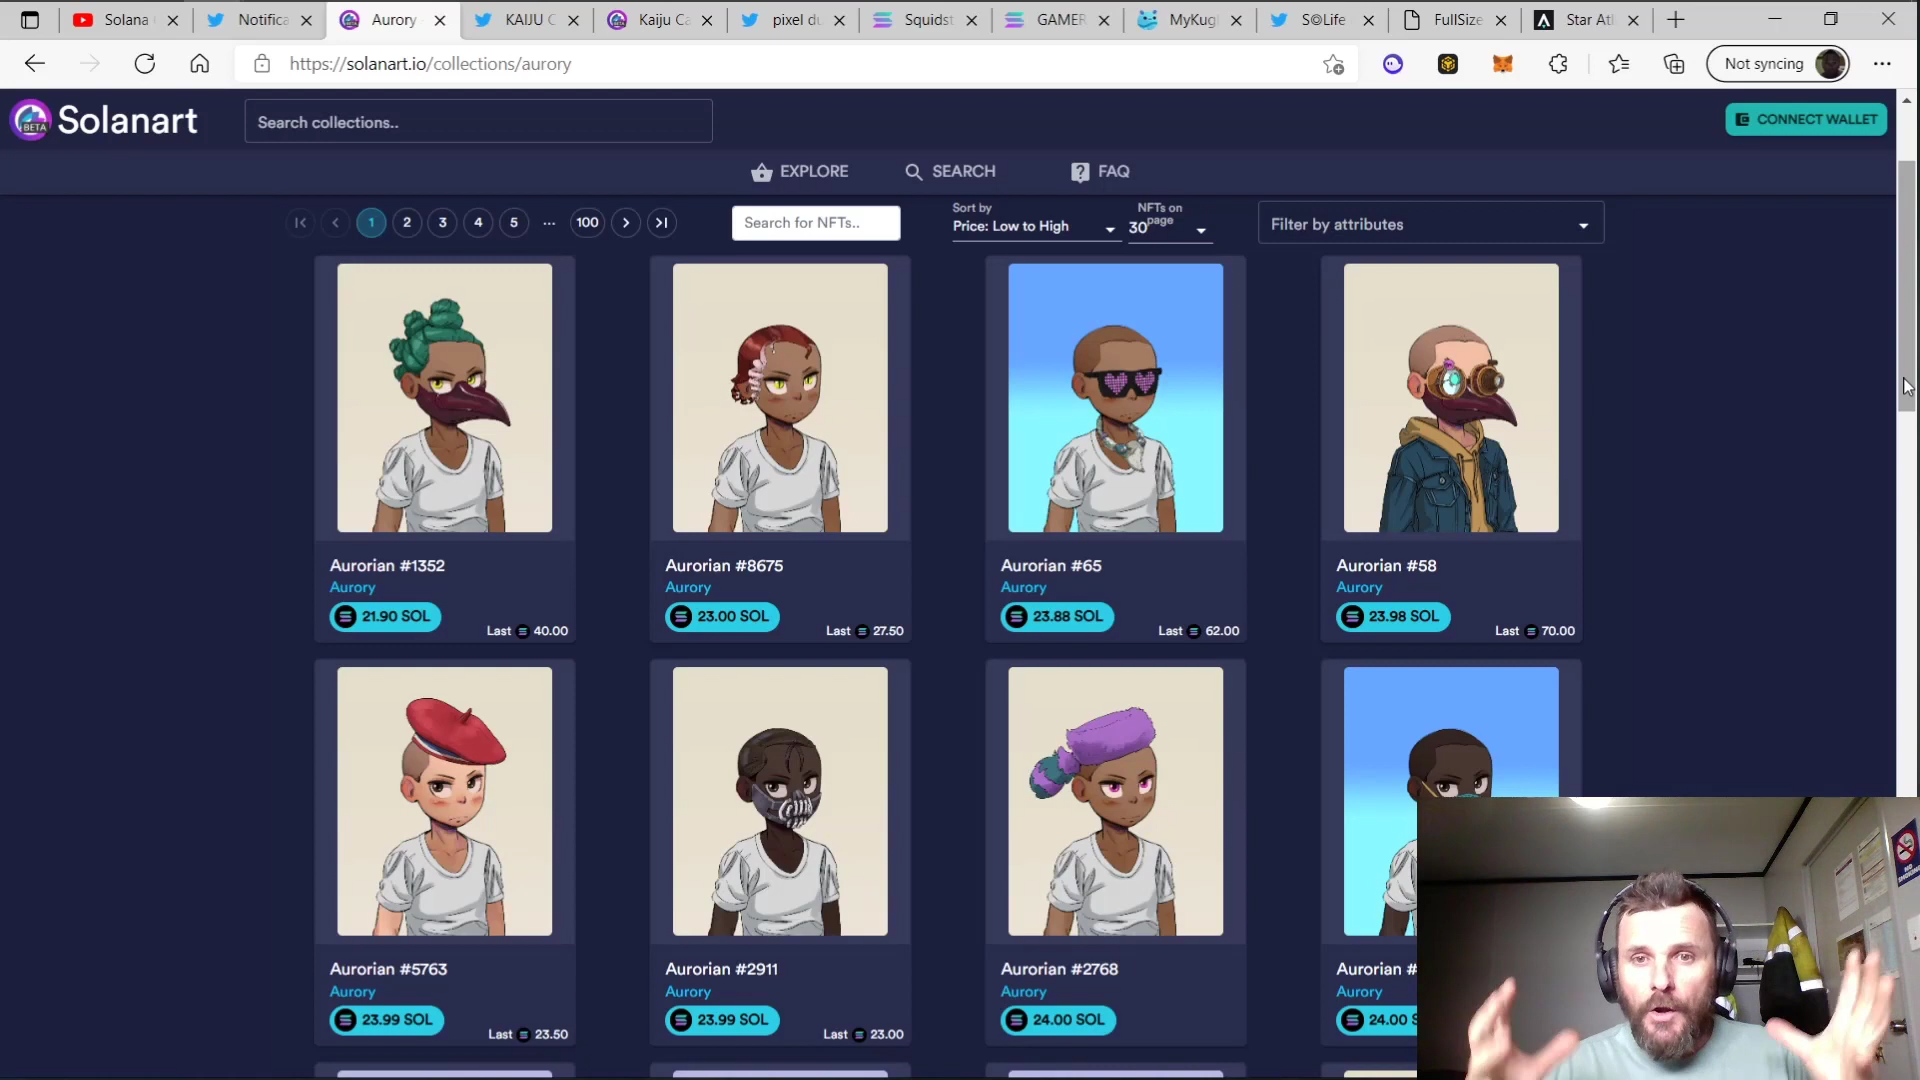 Solana
Notifica
Aurory
KAIJU C
Kaiju Ca
pixel du
Squidst
GAMER
MyKugl
S@Life
FullSize
Star Atl
https://solanart.io/collections/aurory
Not syncing
BETA
Solanart
Search collections..
CONNECT WALLET
EXPLORE
SEARCH
FAQ
1
2
3
4
5
...
100
Search for NFTs..
Sort by
Price: Low to High
NFTs on page
30
Filter by attributes
Aurorian #1352
Aurory
21.90 SOL
Last 40.00
Aurorian #8675
Aurory
23.00 SOL
Last 27.50
Aurorian #65
Aurory
23.88 SOL
Last 62.00
Aurorian #58
Aurory
23.98 SOL
Last 70.00
Aurorian #5763
Aurory
23.99 SOL
Last 23.50
Aurorian #2911
Aurory
23.99 SOL
Last 23.00
Aurorian #2768
Aurory
24.00 SOL
Aurorian #
Aurory
24.00 S
NO
SMOKING